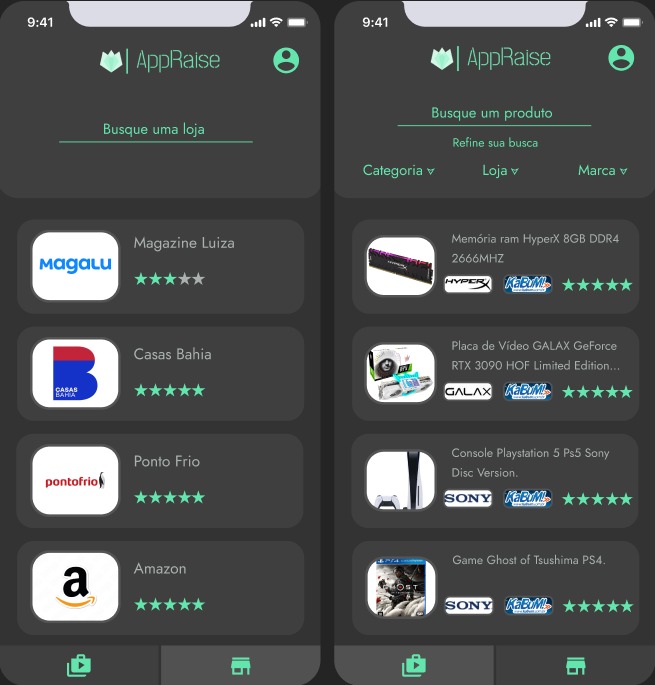 9:41
AppRaise
Busque uma loja
MAGALU
Magazine Luiza
CASAS
BAHIA
Casas Bahia
pontofrio
Ponto Frio
a
Amazon
9:41
AppRaise
Busque um produto
Refine sua busca
Categoria
Loja
Marca
Memória ram HyperX 8GB DDR4
2666MHZ
HYPERX
KaBuM!
Placa de Vídeo GALAX GeForce
RTX 3090 HOF Limited Edition...
GALAX
KaBuM!
Console Playstation 5 Ps5 Sony
Disc Version.
SONY
KaBuM!
PS4
GHOST
Game Ghost of Tsushima PS4.
SONY
KaBuM!